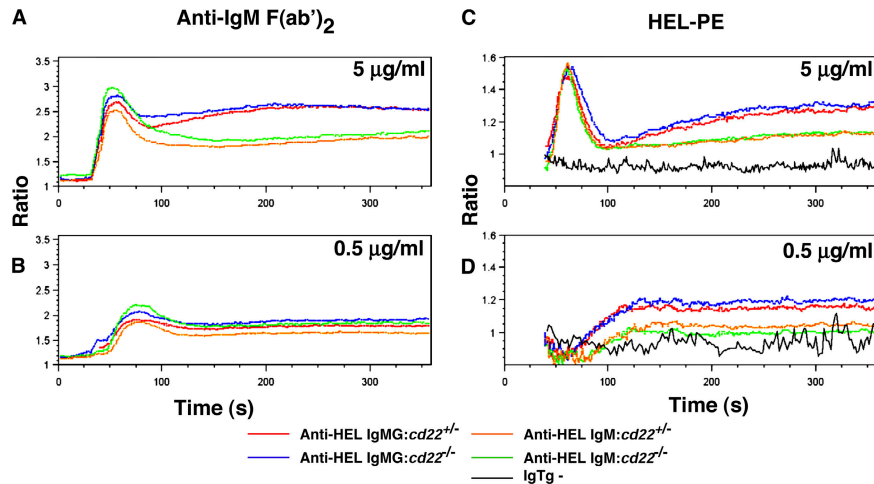 A
Anti-IgM F(ab')2
5 µg/ml
3.5
3
2.5
2
1.5
1
0
100
200
300
Ratio
B
0.5 µg/ml
3.5
3
2.5
2
1.5
1
0
100
200
300
Time (s)
C
HEL-PE
5 µg/ml
1.6
1.4
1.2
1
0
100
200
300
Ratio
D
0.5 µg/ml
1.6
1.4
1.2
1
0
100
200
300
Time (s)
Anti-HEL IgMG:cd22+/-
Anti-HEL IgM:cd22+/-
Anti-HEL IgMG:cd22-/-
Anti-HEL IgM:cd22-/-
IgTg -